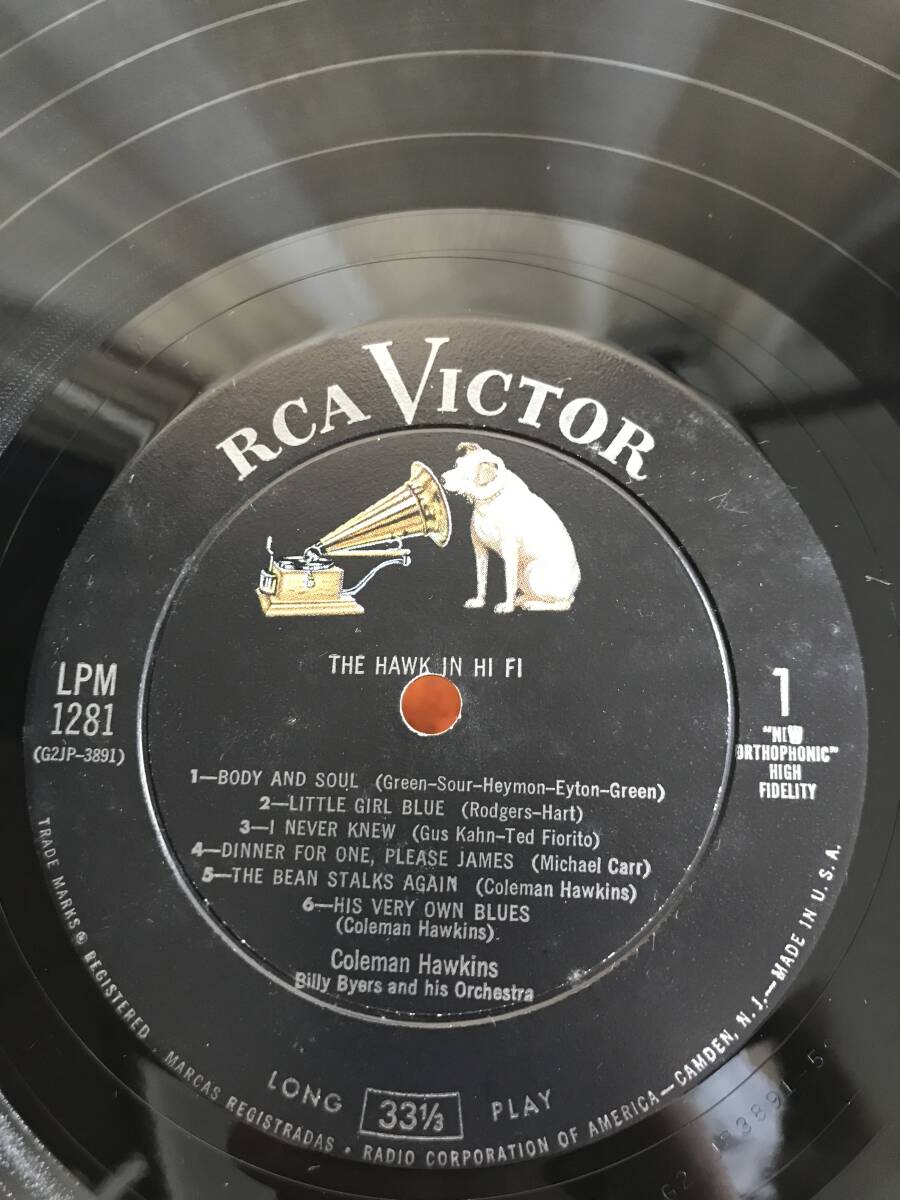 RCA VICTOR
THE HAWK IN HI FI
LPM
1281
(G2JP-3891)
1
"NEW
ORTHOPHONIC"
HIGH
FIDELITY
1—BODY AND SOUL (Green-Sour-Heymon-Eyton-Green)
2—LITTLE GIRL BLUE (Rodgers-Hart)
3—I NEVER KNEW (Gus Kahn-Ted Fiorito)
4—DINNER FOR ONE, PLEASE JAMES (Michael Carr)
5—THE BEAN STALKS AGAIN (Coleman Hawkins)
6—HIS VERY OWN BLUES
(Coleman Hawkins)
Coleman Hawkins
Billy Byers and his Orchestra
LONG 33⅓ PLAY
TRADE MARKS® REGISTERED • MARCAS REGISTRADAS • RADIO CORPORATION OF AMERICA—CAMDEN, N. J.—MADE IN U. S. A.